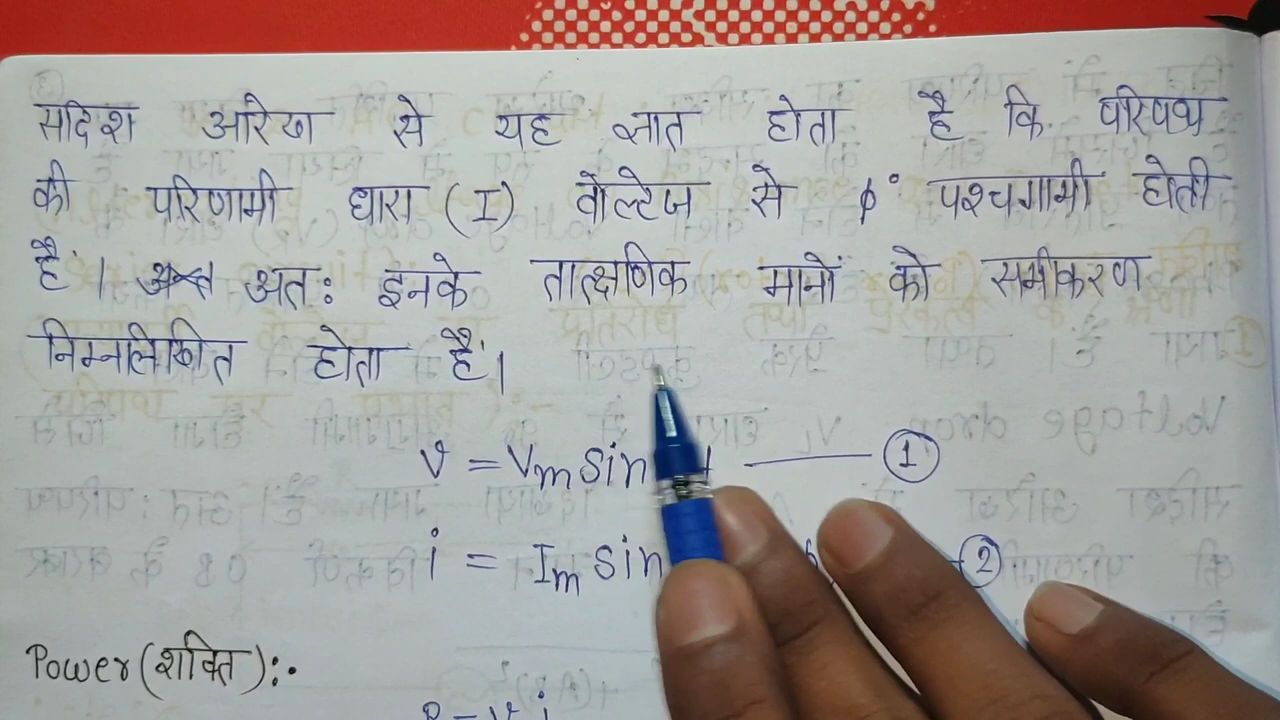 सदिश आरेख से यह ज्ञात होता है कि परिपथ
की परिणामी धारा (I) वोल्टेज से φ° पश्चगामी होती
है। अतः इनके तात्क्षणिक मानों को समीकरण
निम्नलिखित होता है।
v = Vm sin t ——— ①
i = Im sin ②
Power (शक्ति) :.
P = v i